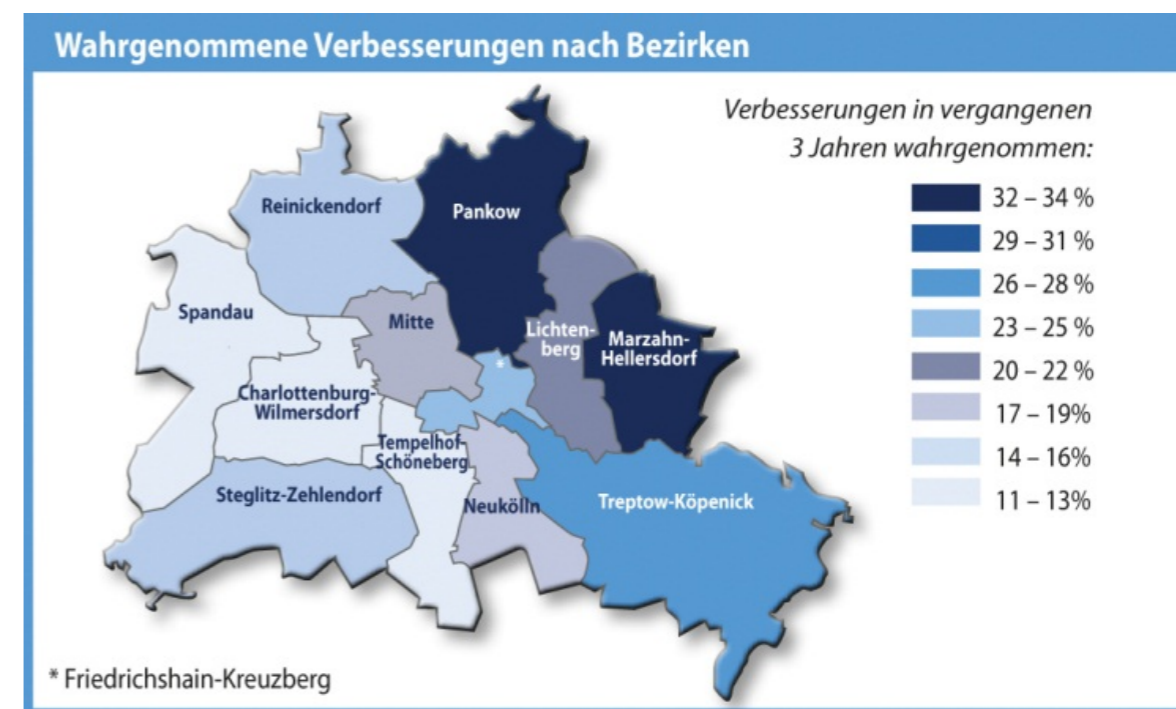 Wahrgenommene Verbesserungen nach Bezirken
Verbesserungen in vergangenen
3 Jahren wahrgenommen:
32 – 34 %
29 – 31 %
26 – 28 %
23 – 25 %
20 – 22 %
17 – 19%
14 – 16%
11 – 13%
Reinickendorf
Pankow
Spandau
Mitte
Lichten-
berg
Marzahn-
Hellersdorf
*
Charlottenburg-
Wilmersdorf
Tempelhof-
Schöneberg
Steglitz-Zehlendorf
Neukölln
Treptow-Köpenick
* Friedrichshain-Kreuzberg